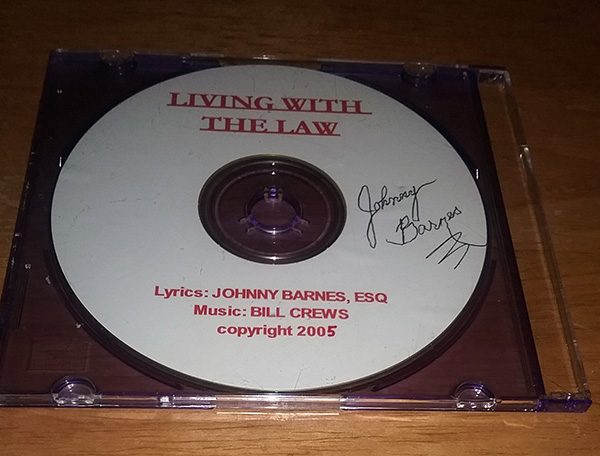 LIVING WITH
THE LAW
Johnny
Barnes
Lyrics: JOHNNY BARNES, ESQ
Music: BILL CREWS
copyright 2005